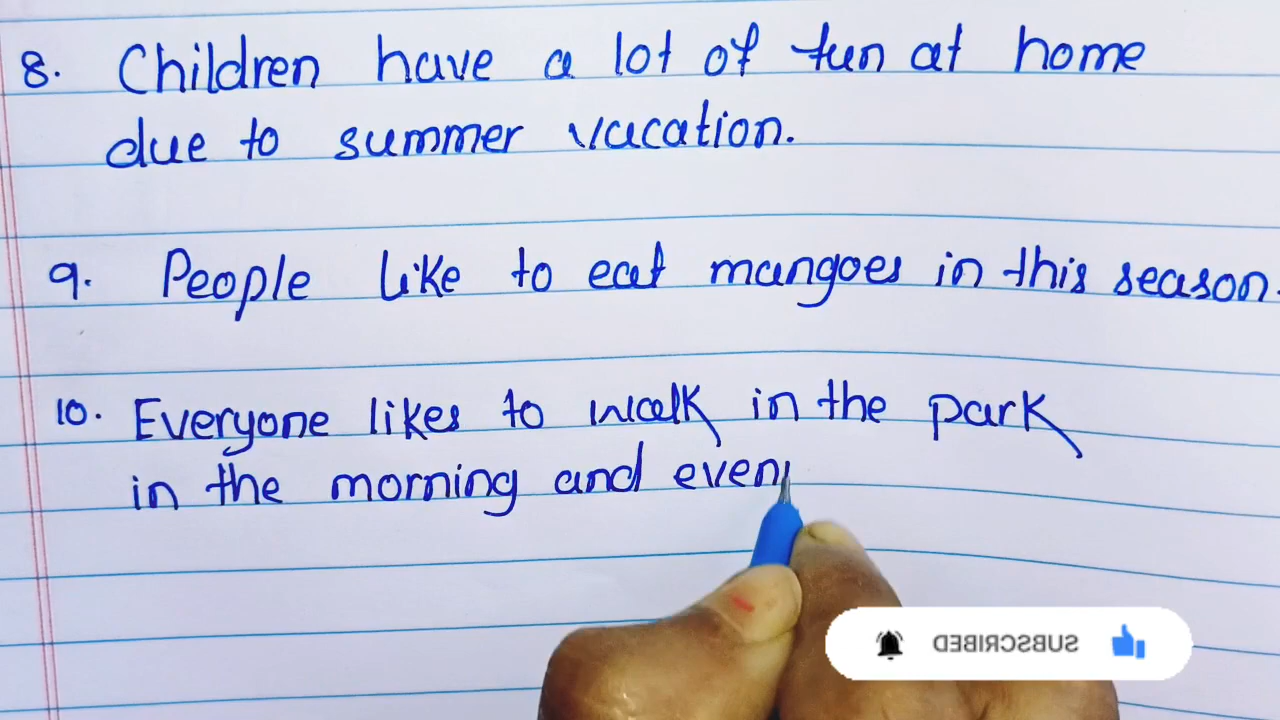 8. Children have a lot of fun at home
due to summer vacation.
9. People like to eat mangoes in this season.
10. Everyone likes to walk in the park
in the morning and even
SUBSCRIBED